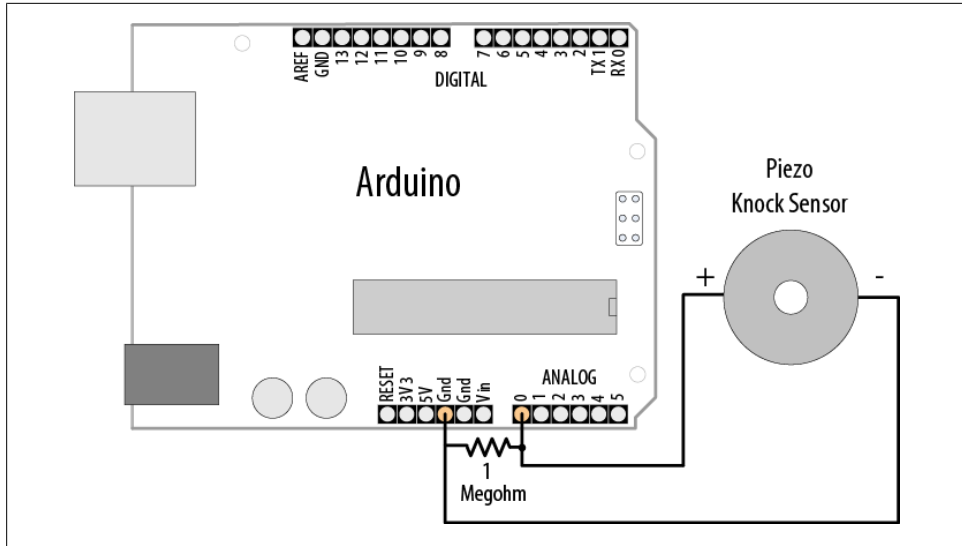 AREF
GND
13
12
11
10
9
8
7
6
5
4
3
2
TX 1
RX 0
DIGITAL
Arduino
Piezo
Knock Sensor
+
-
RESET
3V3
5V
Gnd
Gnd
Vin
ANALOG
0
1
2
3
4
5
1
Megohm